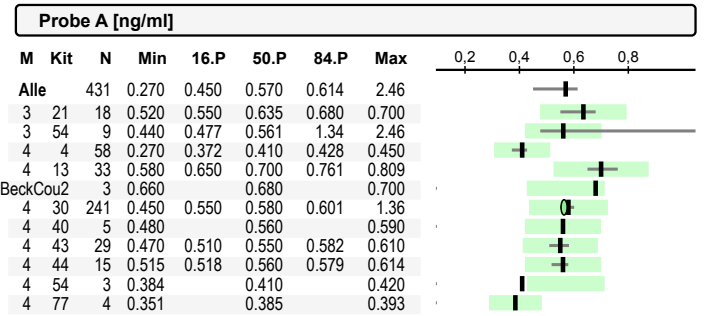 Probe A [ng/ml]
M Kit N Min 16.P 50.P 84.P Max 0,2 0,4 0,6 0,8
Alle 431 0.270 0.450 0.570 0.614 2.46
3 21 18 0.520 0.550 0.635 0.680 0.700
3 54 9 0.440 0.477 0.561 1.34 2.46
4 4 58 0.270 0.372 0.410 0.428 0.450
4 13 33 0.580 0.650 0.700 0.761 0.809
BeckCou2 3 0.660 0.680 0.700
4 30 241 0.450 0.550 0.580 0.601 1.36
4 40 5 0.480 0.560 0.590
4 43 29 0.470 0.510 0.550 0.582 0.610
4 44 15 0.515 0.518 0.560 0.579 0.614
4 54 3 0.384 0.410 0.420
4 77 4 0.351 0.385 0.393